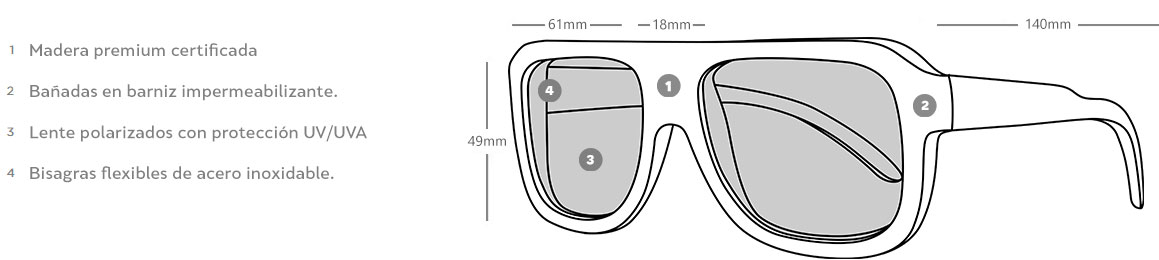 1 Madera premium certificada
2 Bañadas en barniz impermeabilizante.
3 Lente polarizados con protección UV/UVA
4 Bisagras flexibles de acero inoxidable.
61mm 18mm 140mm
49mm
4
1
2
3